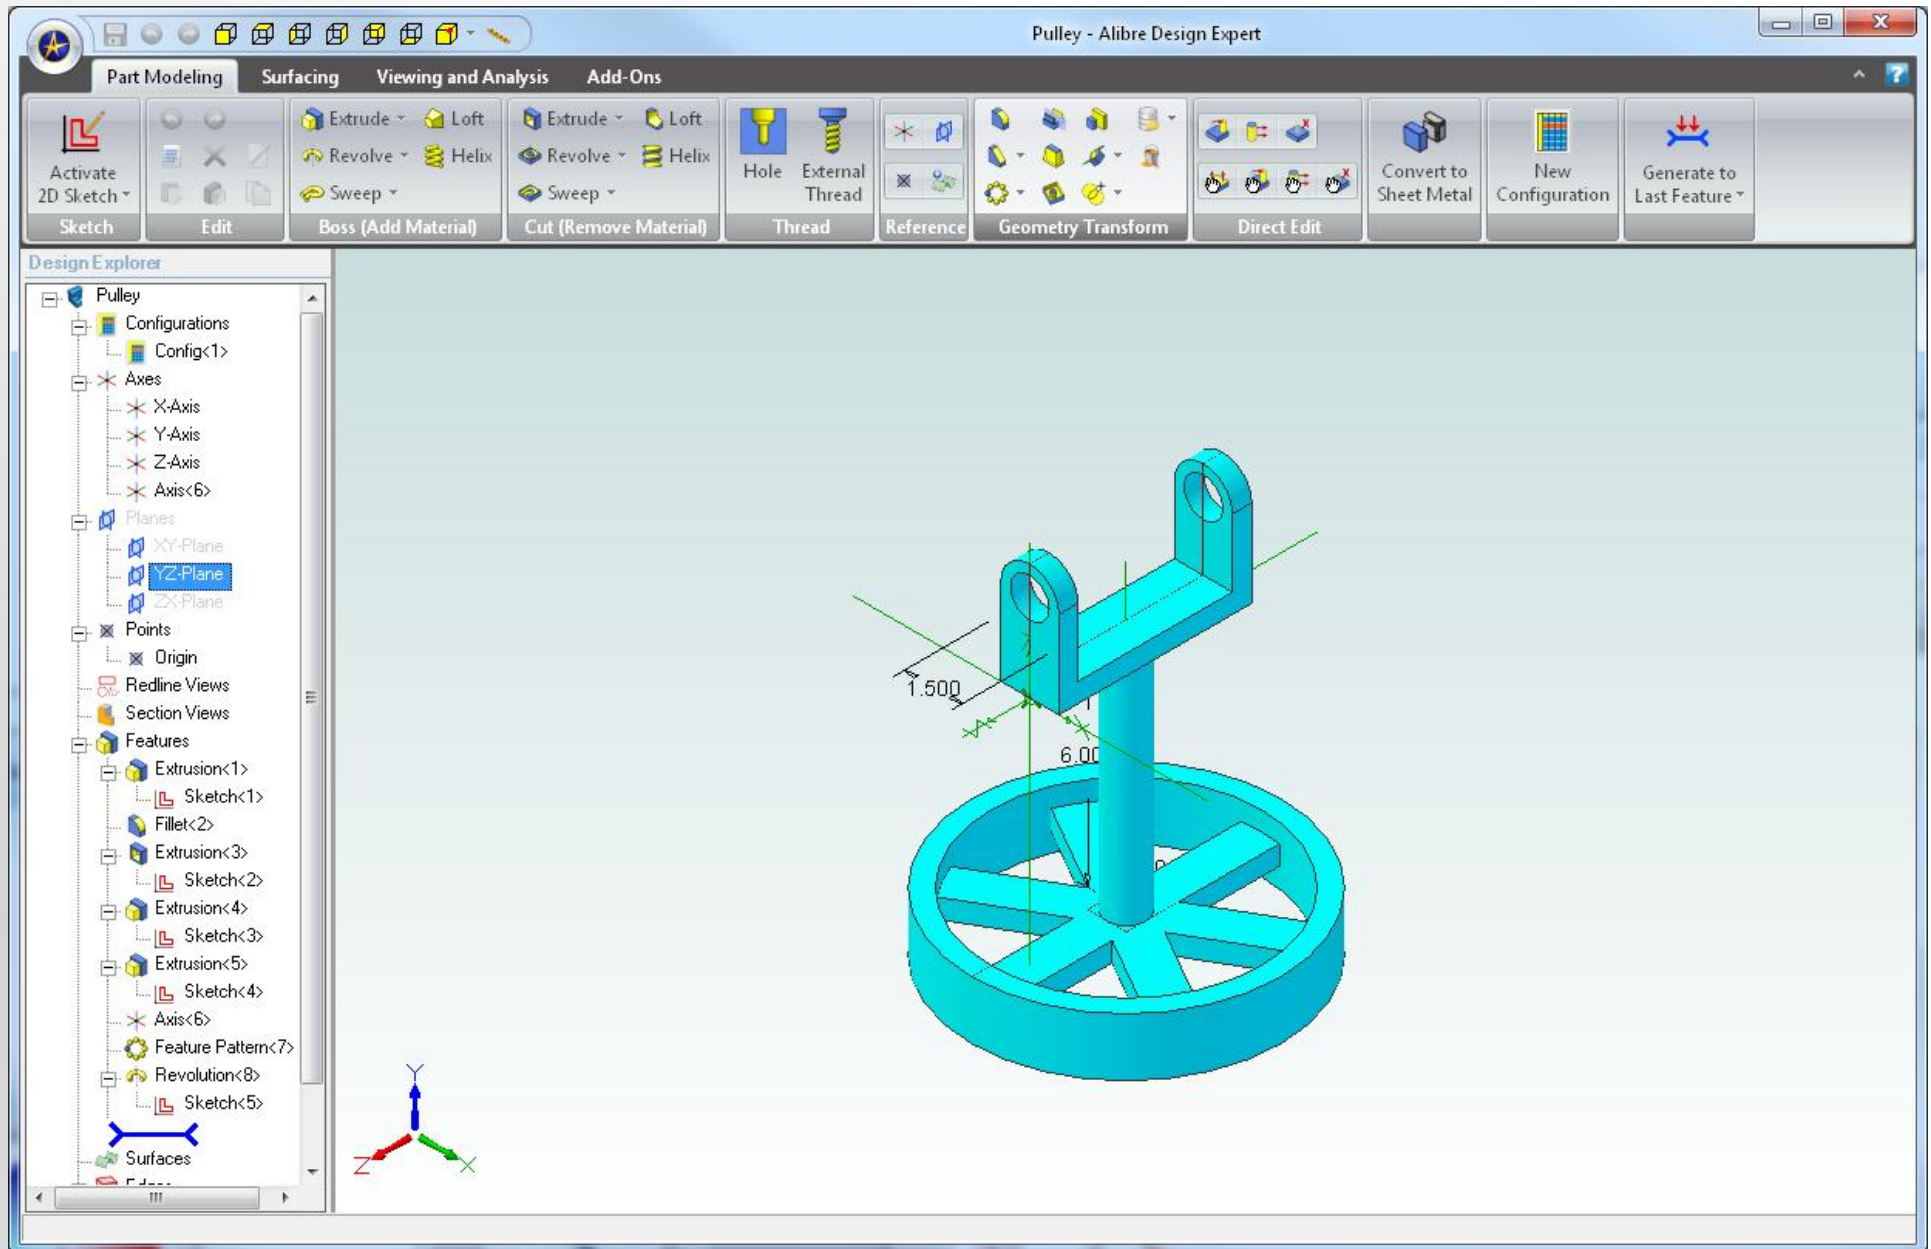 Pulley - Alibre Design Expert
Part Modeling Surfacing Viewing and Analysis Add-Ons
Activate 2D Sketch
Extrude Loft
Revolve Helix
Sweep
Extrude Loft
Revolve Helix
Sweep
Hole
External Thread
Convert to Sheet Metal
New Configuration
Generate to Last Feature
Sketch Edit Boss (Add Material) Cut (Remove Material) Thread Reference Geometry Transform Direct Edit
Design Explorer
Pulley
Configurations
Config<1>
Axes
X-Axis
Y-Axis
Z-Axis
Axis<6>
Planes
XY-Plane
YZ-Plane
ZX-Plane
Points
Origin
Redline Views
Section Views
Features
Extrusion<1>
Sketch<1>
Fillet<2>
Extrusion<3>
Sketch<2>
Extrusion<4>
Sketch<3>
Extrusion<5>
Sketch<4>
Axis<6>
Feature Pattern<7>
Revolution<8>
Sketch<5>
Surfaces
1.500
6.00
Y
Z
X